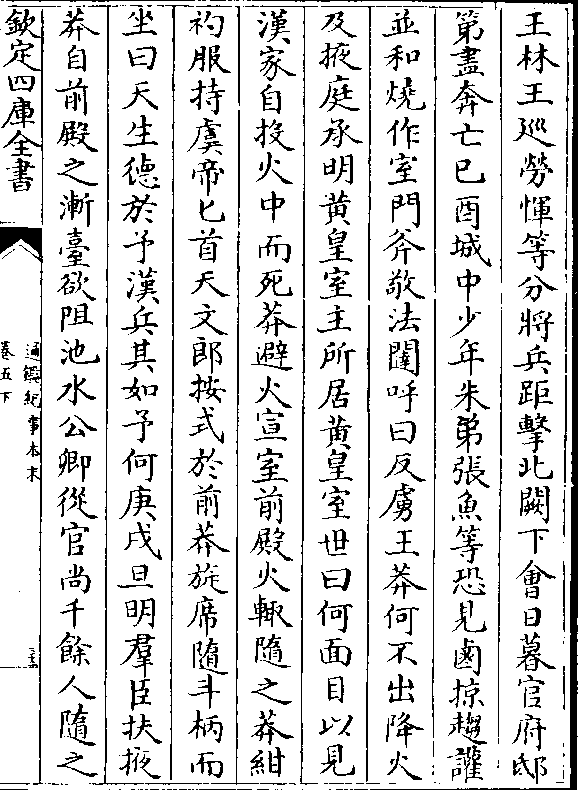 王林王巡勞惲等分將兵距擊北闕下會日暮官府邸
第盡奔亡己酉城中少年朱弟張魚等恐見鹵掠趨讙
並和燒作室門斧敬法闥呼曰反虜王莽何不出降火
及掖庭承明黄皇室主所居黄皇室世曰何面目以見
漢家自投火中而死莽避火宣室前殿火輒隨之莽紺
袀服持虞帝匕首天文郎按式於前莽旋席隨斗柄而
坐曰天生德於予漢兵其如予何庚戌旦明羣臣扶掖
莽自前殿之漸臺欲阻池水公卿從官尚千餘人隨之
欽定四庫全書
通鑑紀事本末
卷五下